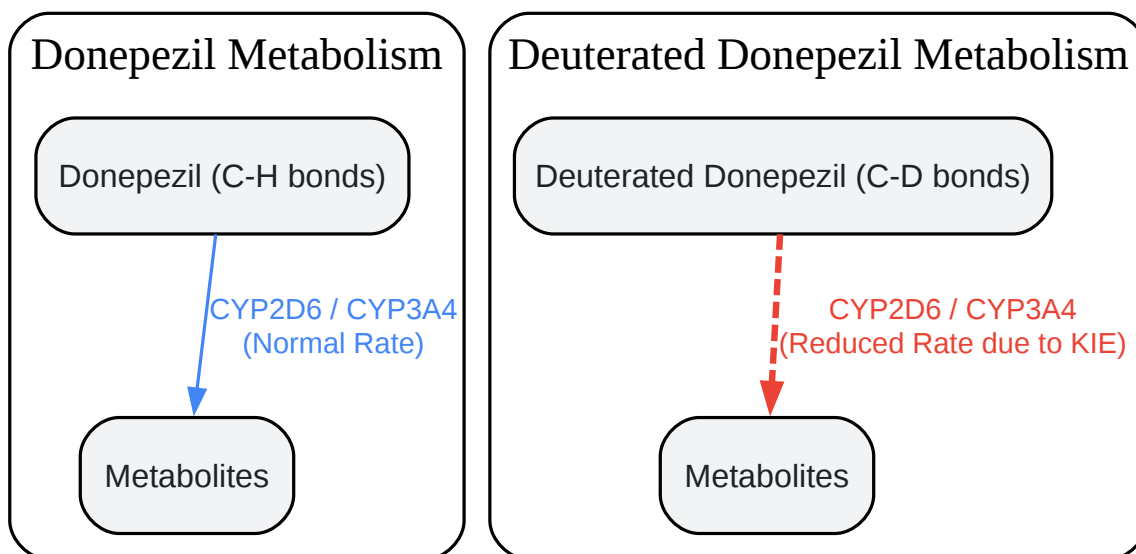 Donepezil Metabolism
Donepezil (C-H bonds)
CYP2D6 / CYP3A4
(Normal Rate)
Metabolites
Deuterated Donepezil Metabolism
Deuterated Donepezil (C-D bonds)
CYP2D6 / CYP3A4
(Reduced Rate due to KIE)
Metabolites